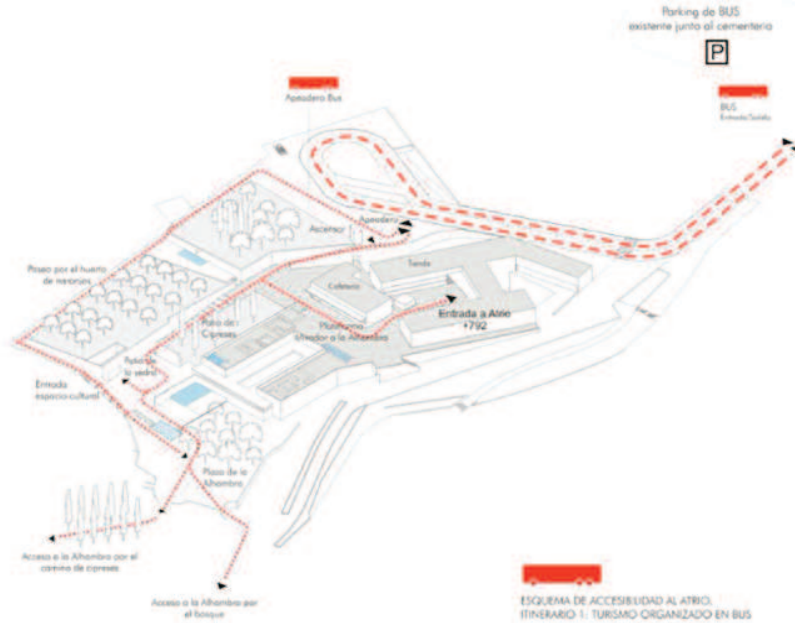 Parking de BUS
existente junto al cementerio
P
Apeadero Bus
BUS
Entrada/Salida
Apeadero
Ascensor
Tienda
Paseo por el huerto
de naranjos
Cafetería
Entrada a Atrio
+792
Plataforma
Mirador a la Alhambra
Patio de
Cipreses
Patio de
Entrada
espacio-cultural
Plaza de la
Alhambra
Acceso a la Alhambra por el
camino de cipreses
Acceso a la Alhambra por
el bosque
ESQUEMA DE ACCESIBILIDAD AL ATRIO.
ITINERARIO 1: TURISMO ORGANIZADO EN BUS